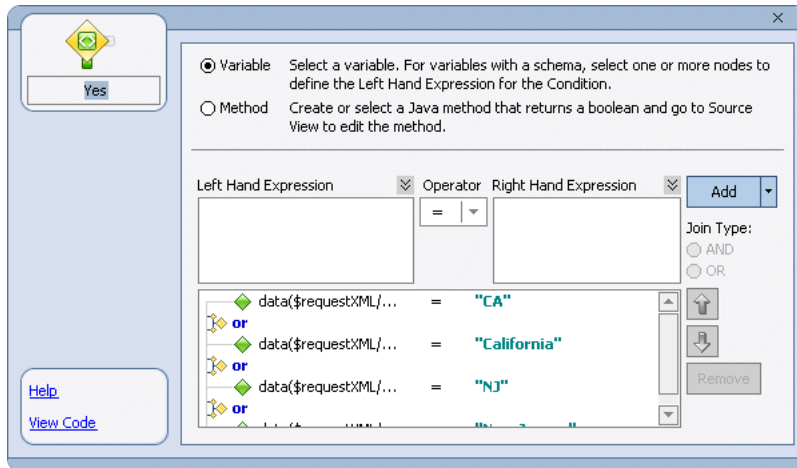 Yes
Variable Select a variable. For variables with a schema, select one or more nodes to
define the Left Hand Expression for the Condition.
Method Create or select a Java method that returns a boolean and go to Source
View to edit the method.
Left Hand Expression Operator Right Hand Expression
=
Add
Join Type:
AND
OR
data($requestXML/... = "CA"
or
data($requestXML/... = "California"
or
data($requestXML/... = "NJ"
or
Remove
Help
View Code